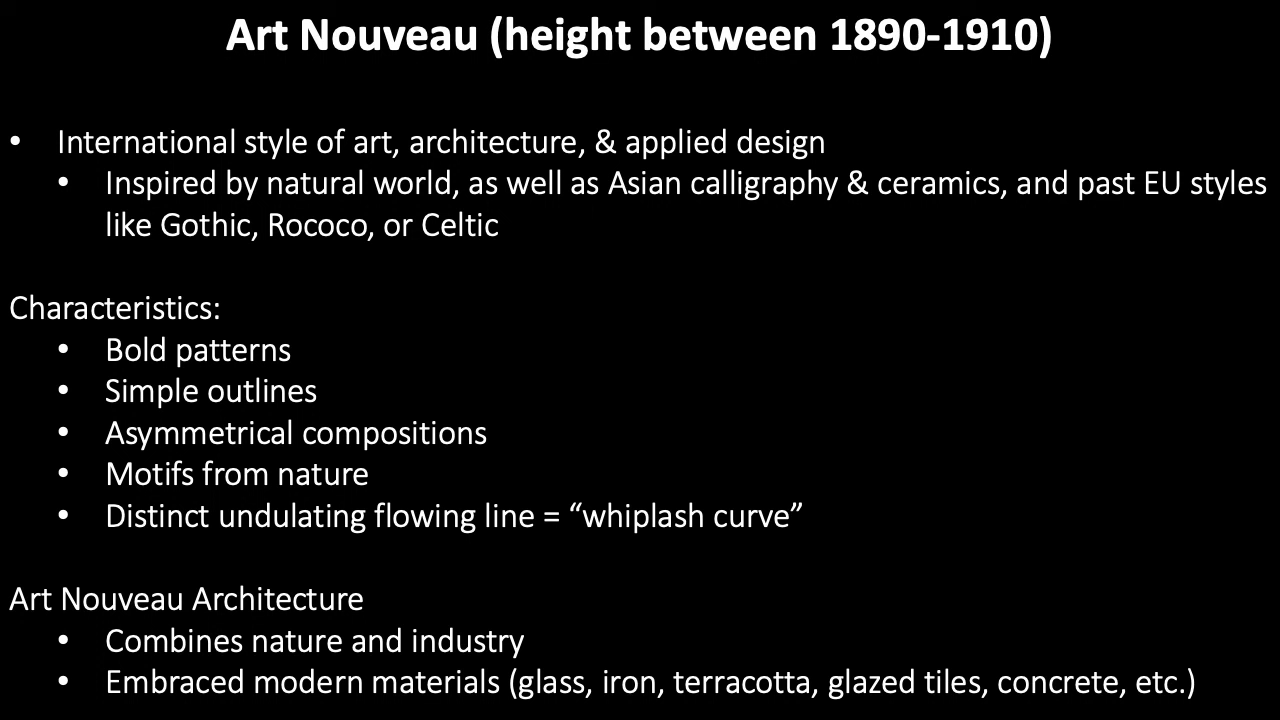 Art Nouveau (height between 1890-1910)
• International style of art, architecture, & applied design
• Inspired by natural world, as well as Asian calligraphy & ceramics, and past EU styles
like Gothic, Rococo, or Celtic
Characteristics:
• Bold patterns
• Simple outlines
• Asymmetrical compositions
• Motifs from nature
• Distinct undulating flowing line = “whiplash curve”
Art Nouveau Architecture
• Combines nature and industry
• Embraced modern materials (glass, iron, terracotta, glazed tiles, concrete, etc.)